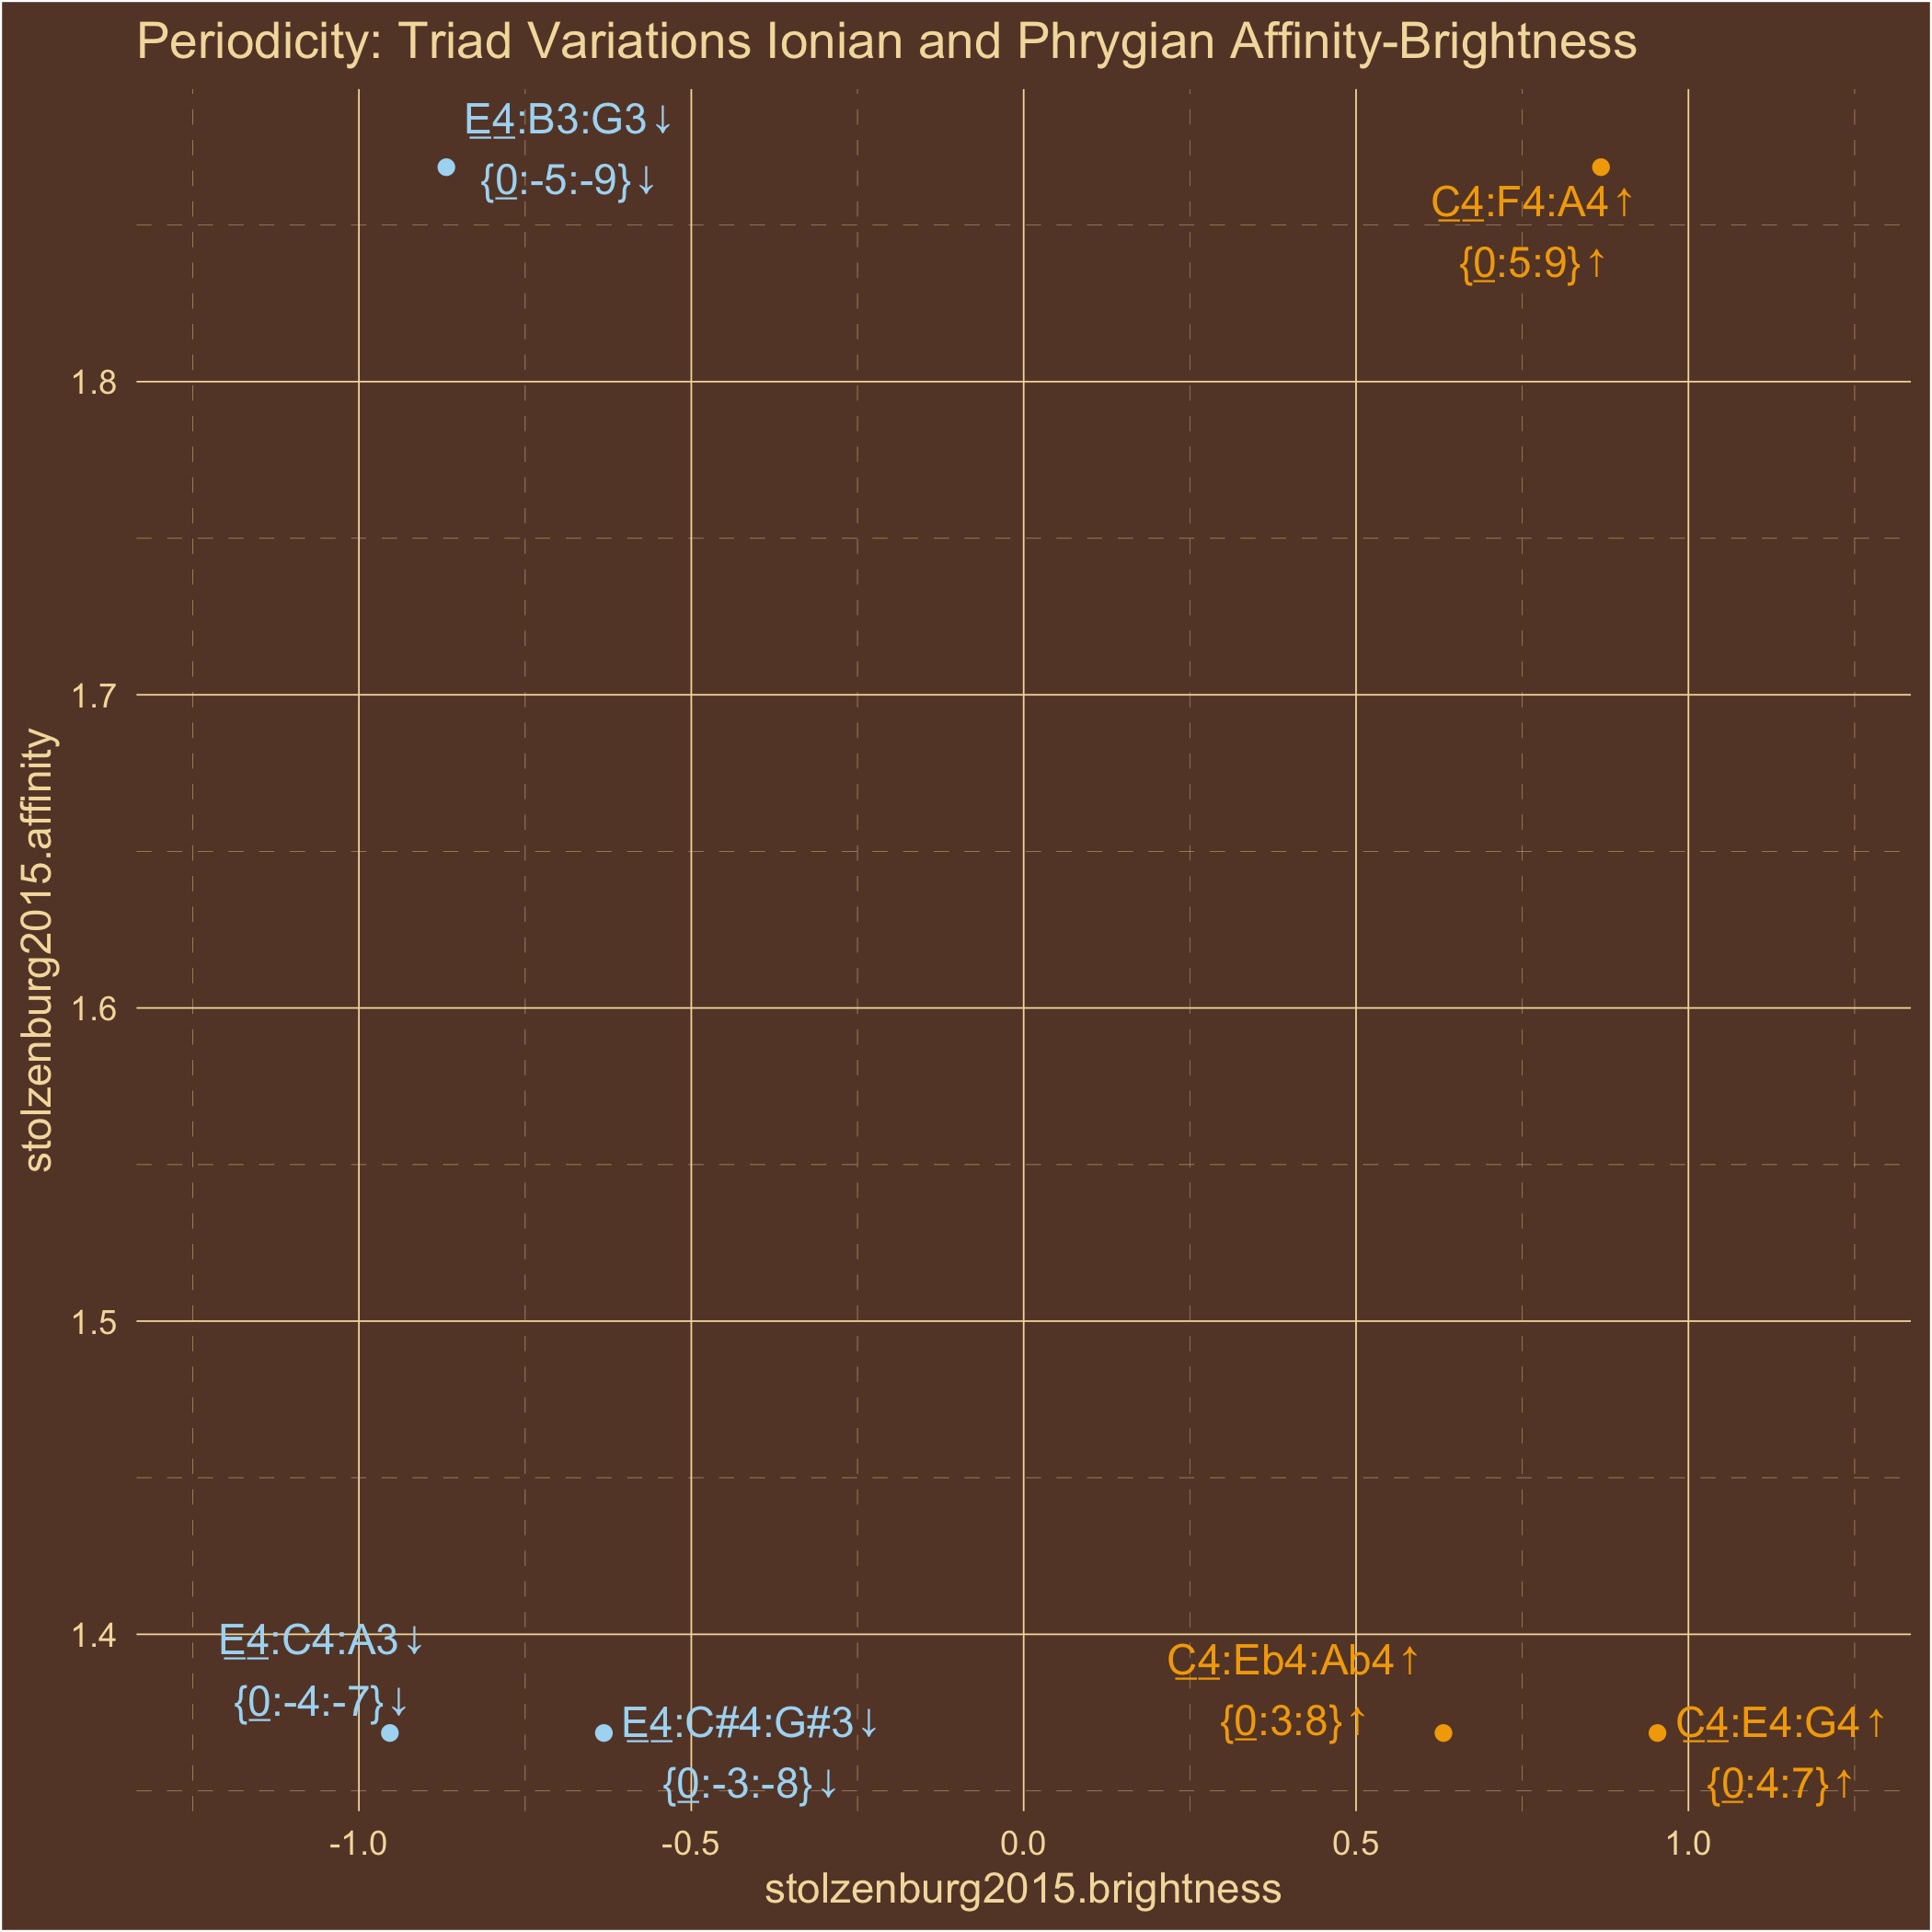 Periodicity: Triad Variations Ionian and Phrygian Affinity-Brightness
E4:B3:G3↓
{0:-5:-9}↓
C4:F4:A4↑
{0:5:9}↑
1.8
1.7
1.6
1.5
1.4
stolzenburg2015.affinity
E4:C4:A3↓
{0:-4:-7}↓
E4:C#4:G#3↓
{0:-3:-8}↓
C4:Eb4:Ab4↑
{0:3:8}↑
C4:E4:G4↑
{0:4:7}↑
-1.0
-0.5
0.0
0.5
1.0
stolzenburg2015.brightness